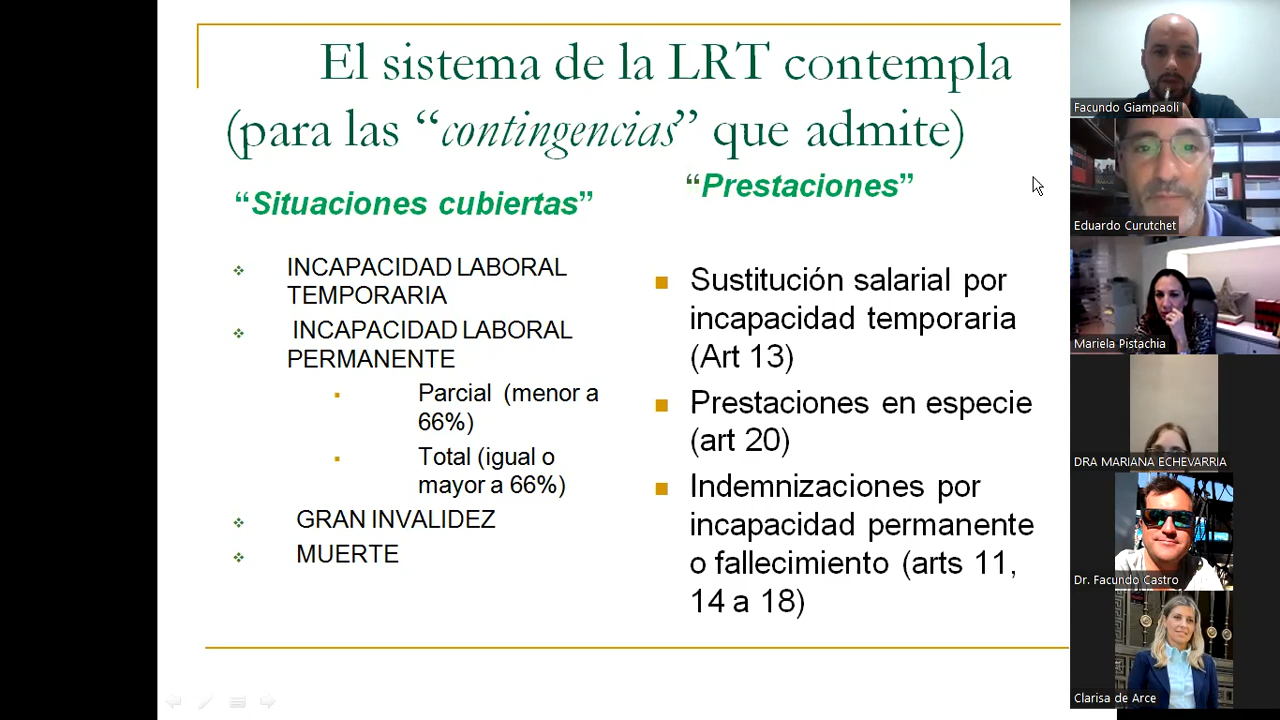 El sistema de la LRT contempla
(para las “contingencias” que admite)
“Situaciones cubiertas”
INCAPACIDAD LABORAL
TEMPORARIA
INCAPACIDAD LABORAL
PERMANENTE
Parcial (menor a
66%)
Total (igual o
mayor a 66%)
GRAN INVALIDEZ
MUERTE
“Prestaciones”
Sustitución salarial por
incapacidad temporaria
(Art 13)
Prestaciones en especie
(art 20)
Indemnizaciones por
incapacidad permanente
o fallecimiento (arts 11,
14 a 18)
Facundo Giampaoli
Eduardo Curutchet
Mariela Pistachia
DRA MARIANA ECHEVARRIA
Dr. Facundo Castro
Clarisa de Arce